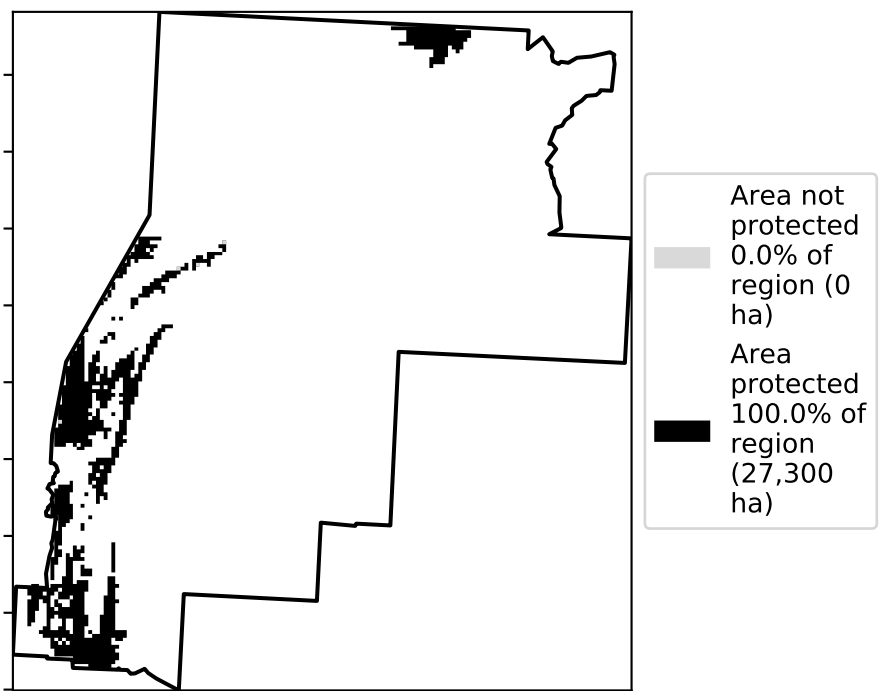 Area not
protected
0.0% of
region (0
ha)
Area
protected
100.0% of
region
(27,300
ha)